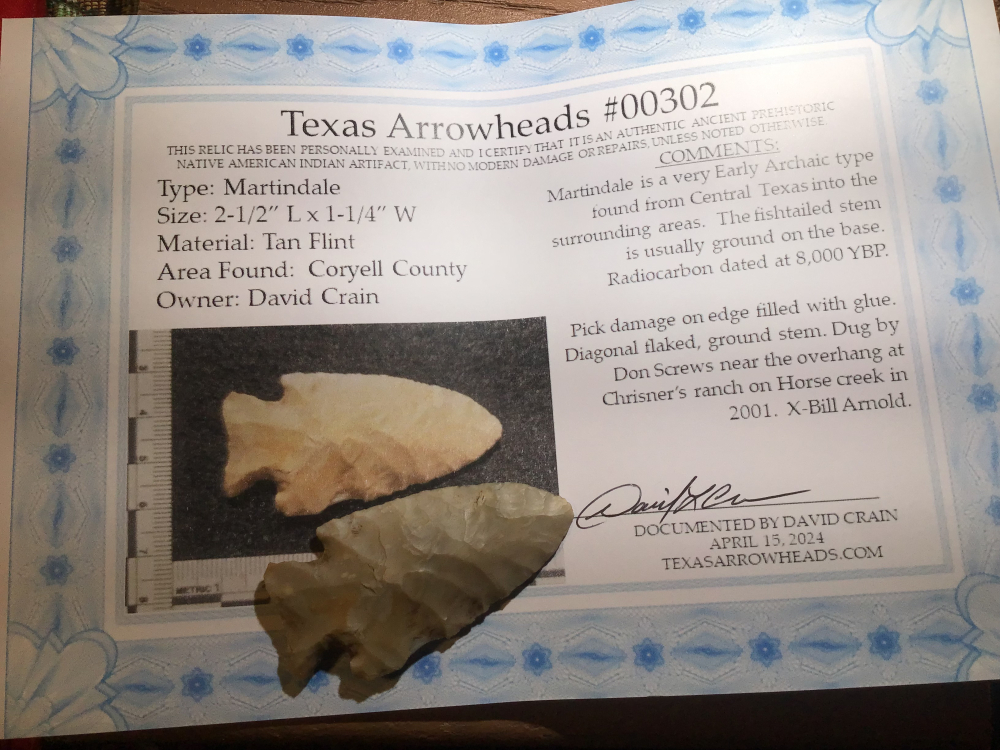 Texas Arrowheads #00302
THIS RELIC HAS BEEN PERSONALLY EXAMINED AND I CERTIFY THAT IT IS AN AUTHENTIC ANCIENT PREHISTORIC
NATIVE AMERICAN INDIAN ARTIFACT, WITH NO MODERN DAMAGE OR REPAIRS, UNLESS NOTED OTHERWISE.
Type: Martindale
Size: 2-1/2" L x 1-1/4" W
Material: Tan Flint
Area Found: Coryell County
Owner: David Crain
COMMENTS:
Martindale is a very Early Archaic type
found from Central Texas into the
surrounding areas. The fishtailed stem
is usually ground on the base.
Radiocarbon dated at 8,000 YBP.
Pick damage on edge filled with glue.
Diagonal flaked, ground stem. Dug by
Don Screws near the overhang at
Chrisner's ranch on Horse creek in
2001. X-Bill Arnold.
METRIC 1
DOCUMENTED BY DAVID CRAIN
APRIL 15, 2024
TEXASARROWHEADS.COM